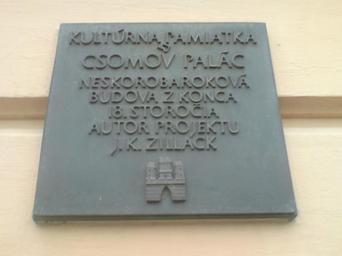 KULTÚRNA PAMIATKA
CSOMOV PALÁC
NESKOROBAROKOVÁ
BUDOVA Z KONCA
18. STOROČIA
AUTOR PROJEKTU
J.K. ZILLACK